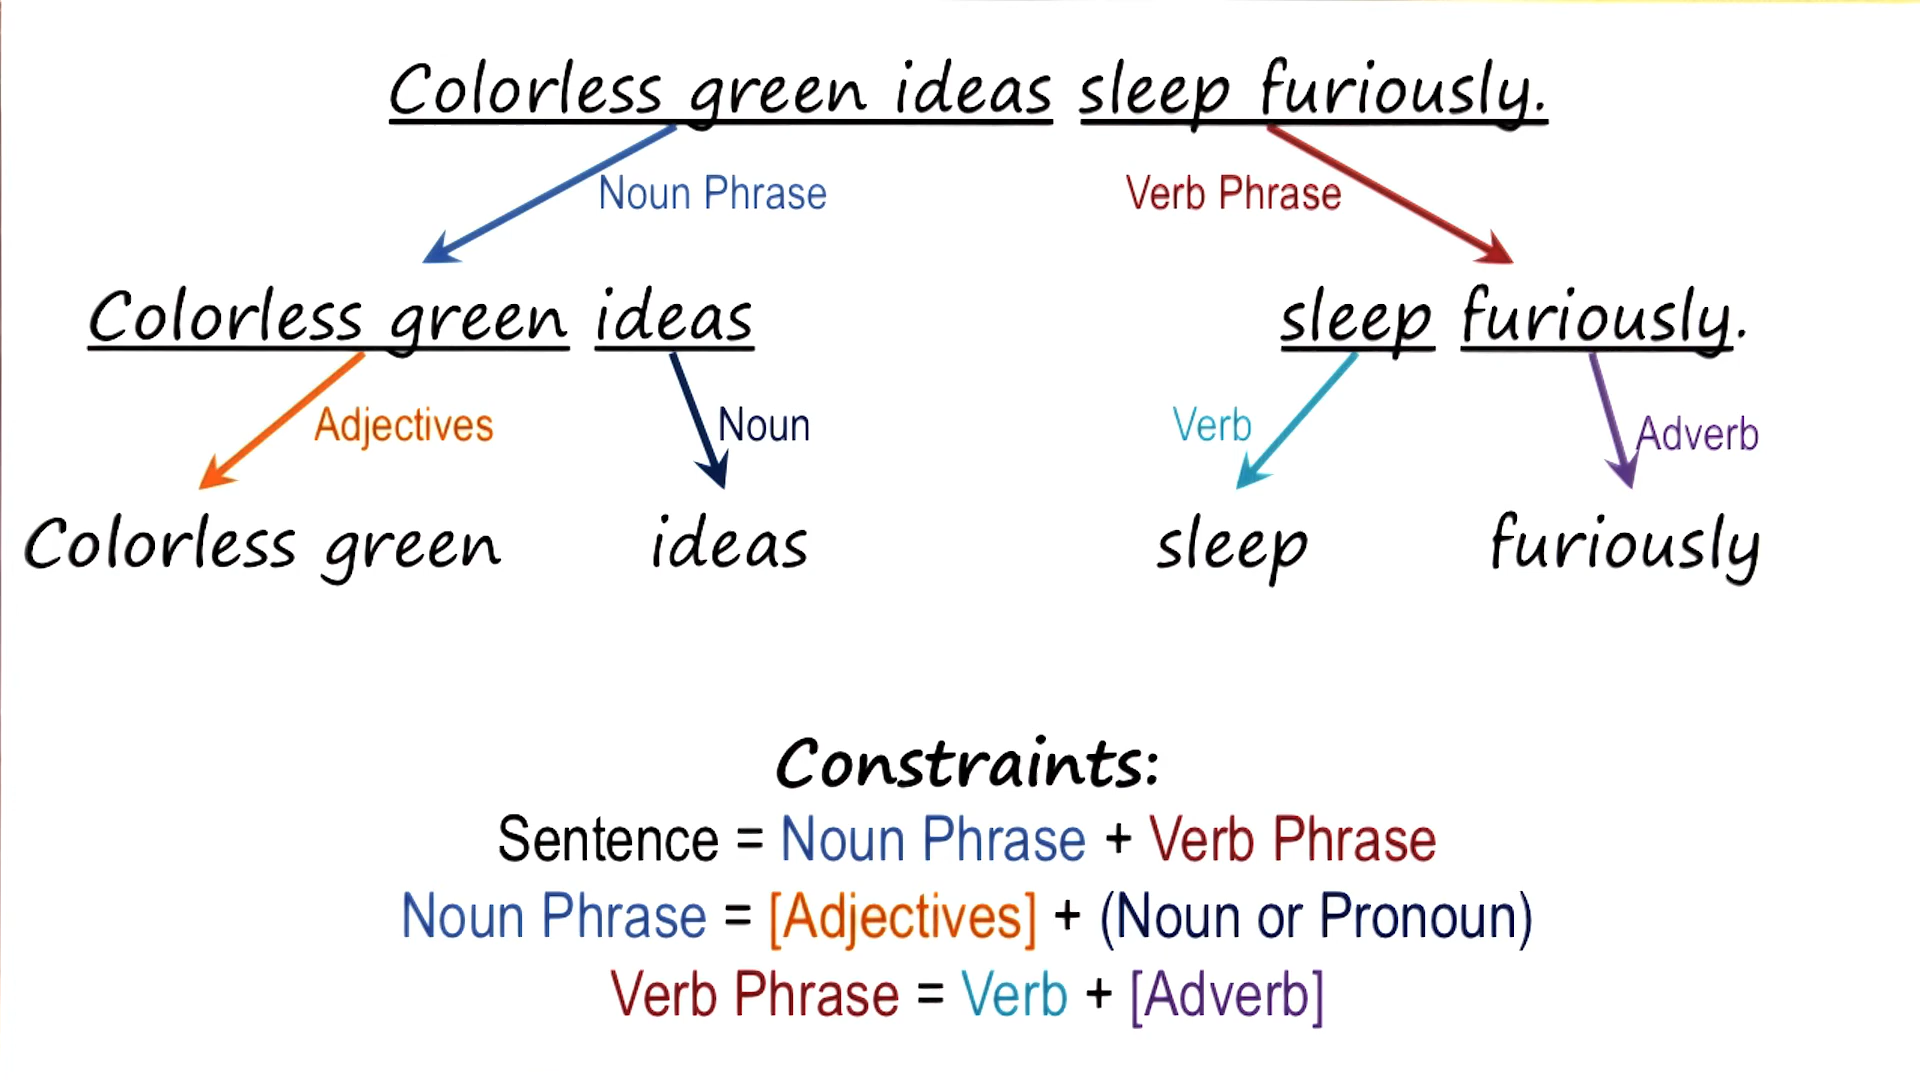 Colorless green ideas sleep furiously.
Noun Phrase
Verb Phrase
Colorless green ideas
sleep furiously.
Adjectives
Noun
Verb
Adverb
Colorless green
ideas
sleep
furiously
Constraints:
Sentence = Noun Phrase + Verb Phrase
Noun Phrase = [Adjectives] + (Noun or Pronoun)
Verb Phrase = Verb + [Adverb]